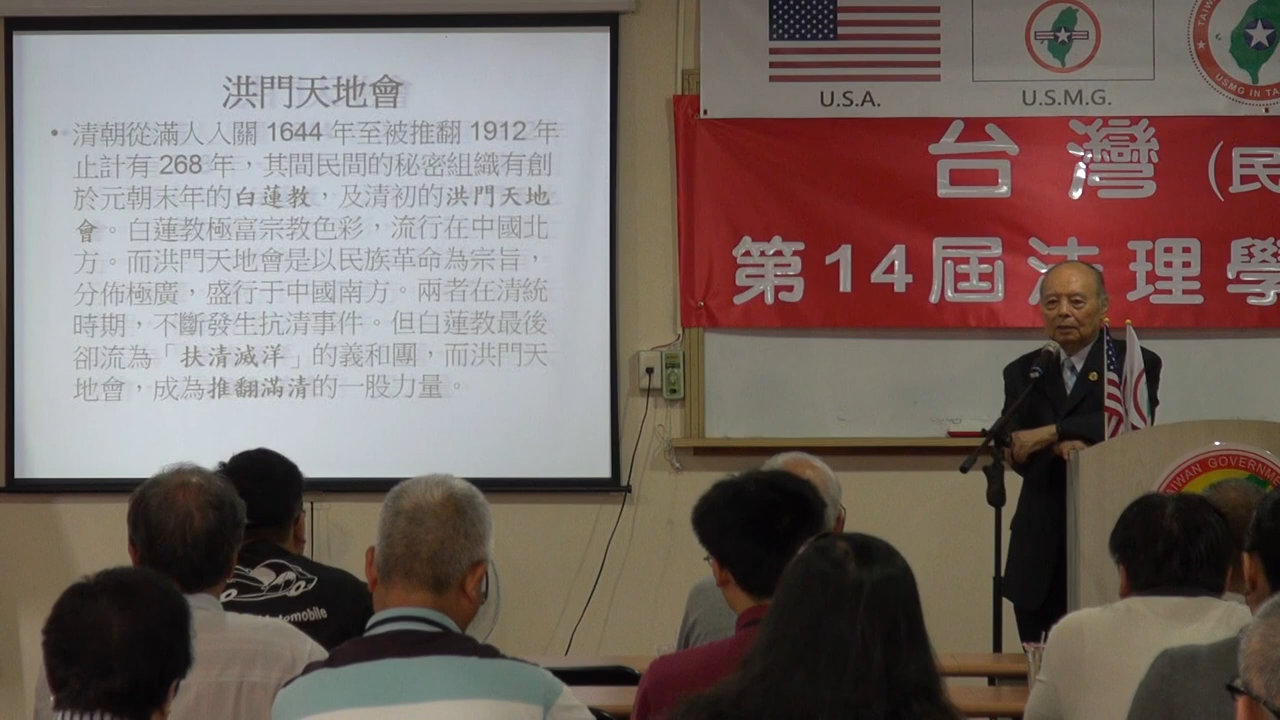 洪門天地會
• 清朝從滿人入關 1644 年至被推翻 1912 年
止計有 268 年，其間民間的秘密組織有創
於元朝末年的白蓮教，及清初的洪門天地
會。白蓮教極富宗教色彩，流行在中國北
方。而洪門天地會是以民族革命為宗旨，
分佈極廣，盛行于中國南方。兩者在清統
時期，不斷發生抗清事件。但白蓮教最後
卻流為「扶清滅洋」的義和團，而洪門天
地會，成為推翻滿清的一股力量。
U.S.A.
U.S.M.G.
USMG IN TA
台灣（民
第14屆法理學
TAIWAN GOVERNME
mobile